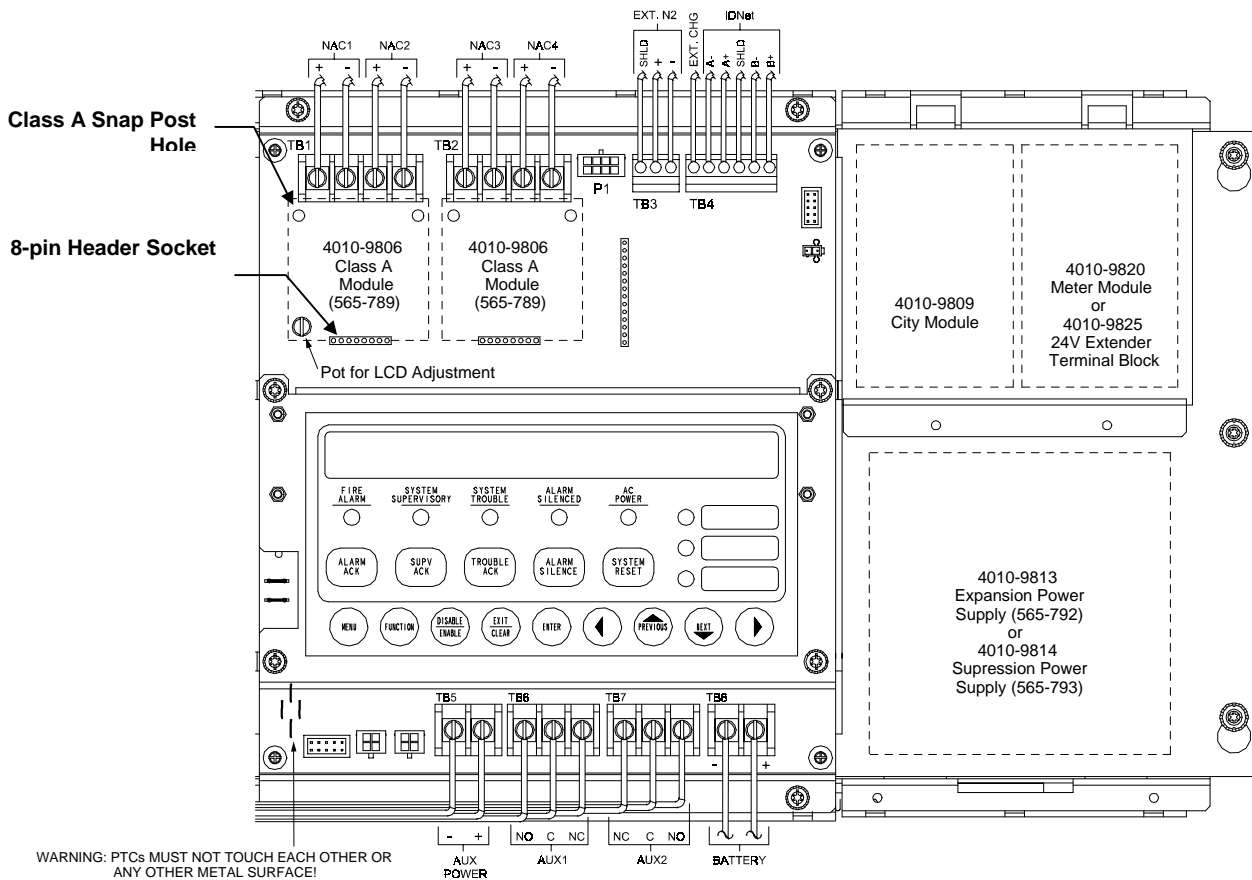 EXT. N2
IDNet
NAC1
NAC2
NAC3
NAC4
SHLD
+
-
EXT. CHG
A-
A+
SHLD
B-
B+
+ - + -
+ - + -
Class A Snap Post
Hole
TB1
TB2
P1
TB3
TB4
8-pin Header Socket
4010-9806
Class A
Module
(565-789)
4010-9806
Class A
Module
(565-789)
4010-9809
City Module
4010-9820
Meter Module
or
4010-9825
24V Extender
Terminal Block
Pot for LCD Adjustment
FIRE
ALARM
SYSTEM
SUPERVISORY
SYSTEM
TROUBLE
ALARM
SILENCED
AC
POWER
ALARM
ACK
SUPV
ACK
TROUBLE
ACK
ALARM
SILENCE
SYSTEM
RESET
MENU
FUNCTION
DISABLE
ENABLE
EXIT
CLEAR
ENTER
PREVIOUS
NEXT
4010-9813
Expansion Power
Supply (565-792)
or
4010-9814
Supression Power
Supply (565-793)
TB5
TB6
TB7
TB8
- +
- +
AUX
POWER
NO C NC
AUX1
NC C NO
AUX2
BATTERY
WARNING: PTCs MUST NOT TOUCH EACH OTHER OR
ANY OTHER METAL SURFACE!